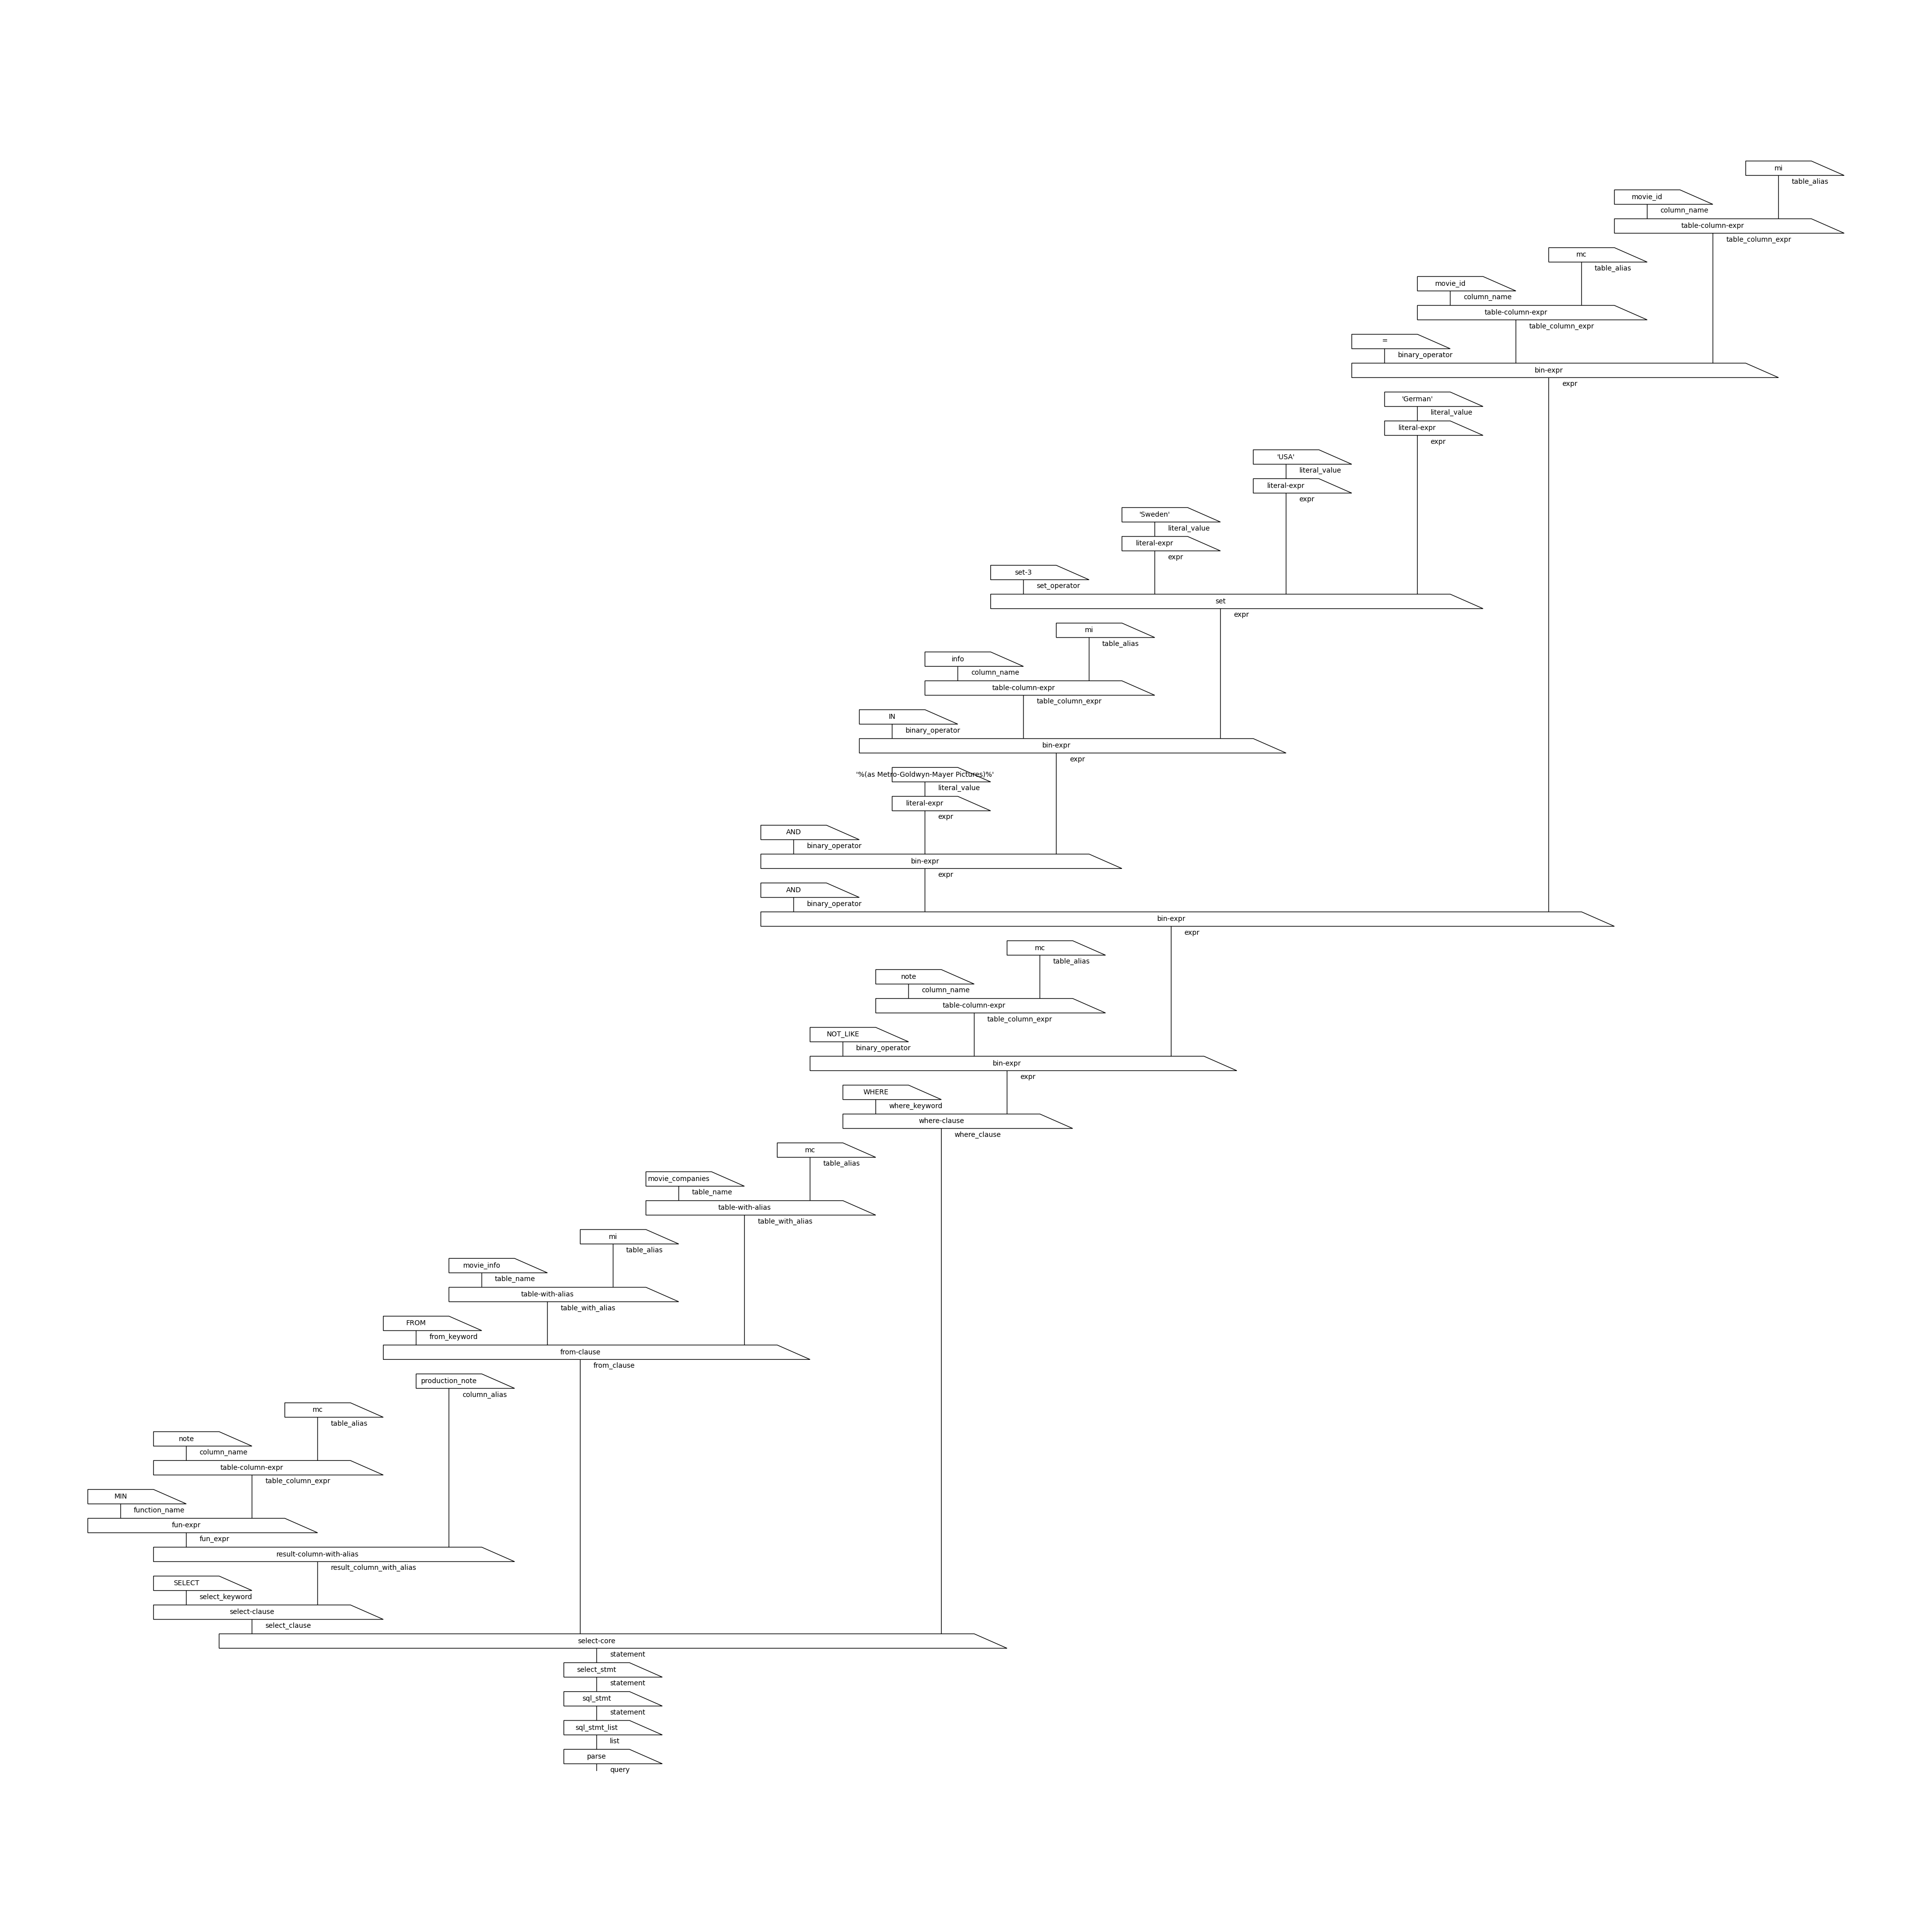 mi
table_alias
movie_id
column_name
table-column-expr
table_column_expr
mc
table_alias
movie_id
column_name
table-column-expr
table_column_expr
=
binary_operator
bin-expr
expr
'German'
literal_value
literal-expr
expr
'USA'
literal_value
literal-expr
expr
'Sweden'
literal_value
literal-expr
expr
set-3
set_operator
set
expr
mi
table_alias
info
column_name
table-column-expr
table_column_expr
IN
binary_operator
bin-expr
expr
'%(as Metro-Goldwyn-Mayer Pictures)%'
literal_value
literal-expr
expr
AND
binary_operator
bin-expr
expr
AND
binary_operator
bin-expr
expr
mc
table_alias
note
column_name
table-column-expr
table_column_expr
NOT_LIKE
binary_operator
bin-expr
expr
WHERE
where_keyword
where-clause
where_clause
mc
table_alias
movie_companies
table_name
table-with-alias
table_with_alias
mi
table_alias
movie_info
table_name
table-with-alias
table_with_alias
FROM
from_keyword
from-clause
from_clause
production_note
column_alias
mc
table_alias
note
column_name
table-column-expr
table_column_expr
MIN
function_name
fun-expr
fun_expr
result-column-with-alias
result_column_with_alias
SELECT
select_keyword
select-clause
select_clause
select-core
statement
select_stmt
statement
sql_stmt
statement
sql_stmt_list
list
parse
query